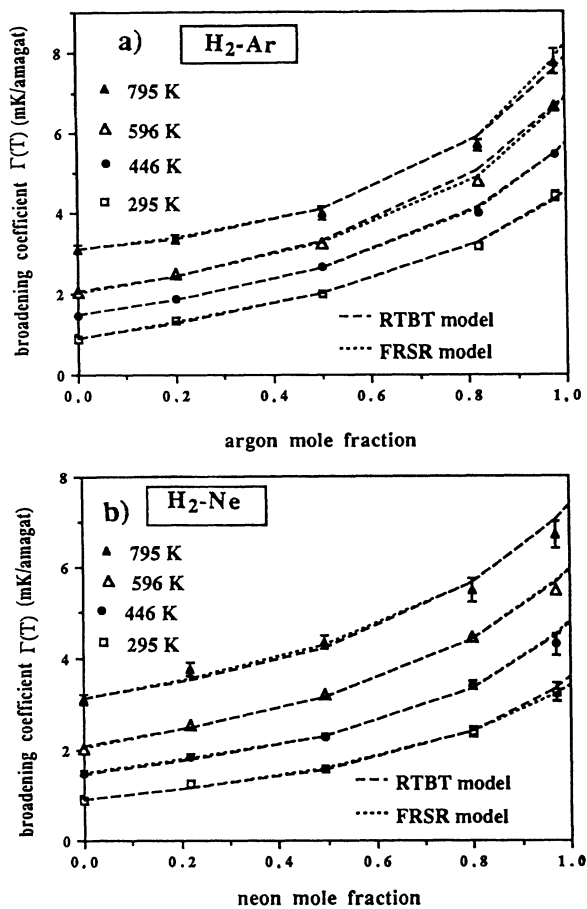 a)
H₂-Ar
▲ 795 K
△ 596 K
● 446 K
□ 295 K
RTBT model
FRSR model
broadening coefficient Γ(T) (mK/amagat)
8
6
4
2
0
0.0 0.2 0.4 0.6 0.8 1.0
argon mole fraction
b)
H₂-Ne
▲ 795 K
△ 596 K
● 446 K
□ 295 K
RTBT model
FRSR model
broadening coefficient Γ(T) (mK/amagat)
8
6
4
2
0
0.0 0.2 0.4 0.6 0.8 1.0
neon mole fraction